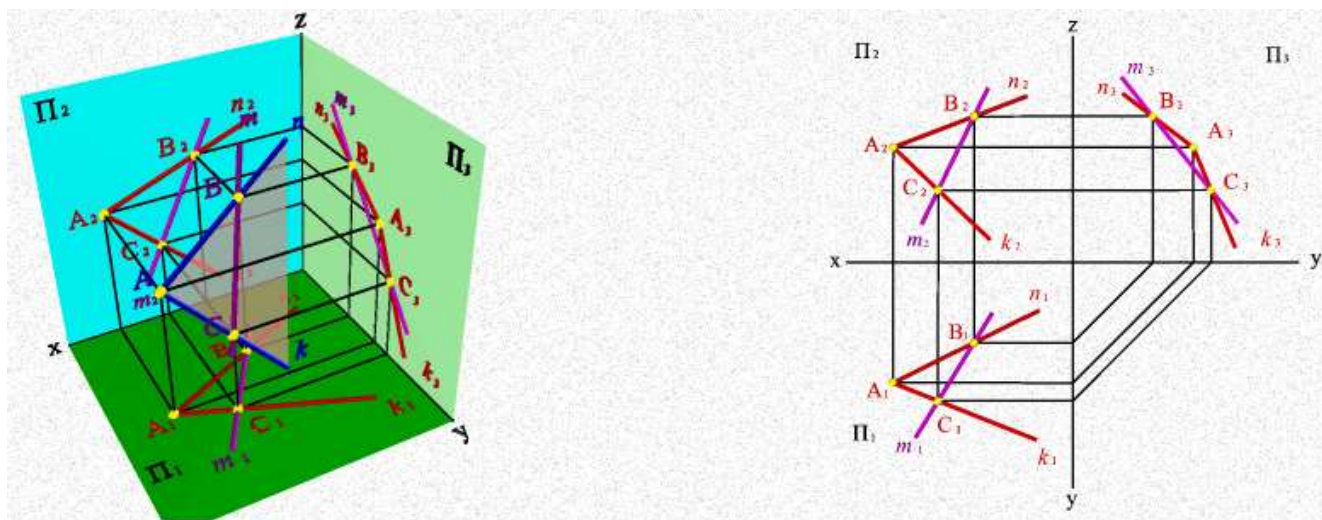 z
Π₂
n₂
m
n
m₃
n₃
B₂
B₃
Π₃
B
A₂
A₃
C₂
A
m₂
C₃
C
B
x
k
k₃
A₁
C₁
k₁
y
Π₁
m₁
z
Π₂
Π₃
m₃
n₂
n₃
B₂
B₃
A₂
A₃
C₂
C₃
m₂
k₂
k₃
x
y
n₁
B₁
A₁
C₁
Π₁
m₁
k₁
y